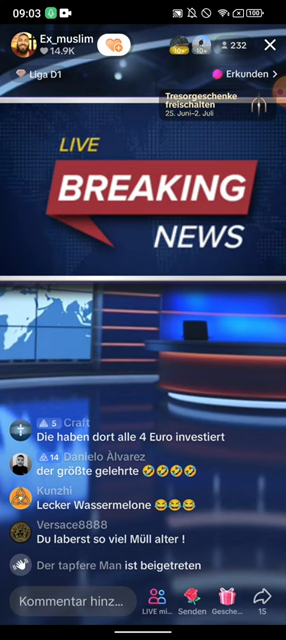 09:03
100
Ex_muslim
14.9K
10+
10+
232
Liga D1
Erkunden
Tresorgeschenke
freischalten
25. Juni–2. Juli
LIVE
BREAKING
NEWS
5 Craft
Die haben dort alle 4 Euro investiert
14 Danielo Àlvarez
der größte gelehrte 🤣🤣🤣🤣
Kunzhi
Lecker Wassermelone 😂😂😂
Versace8888
Du laberst so viel Müll alter !
Der tapfere Man ist beigetreten
Kommentar hinz...
LIVE mi...
Senden
Gesche...
15